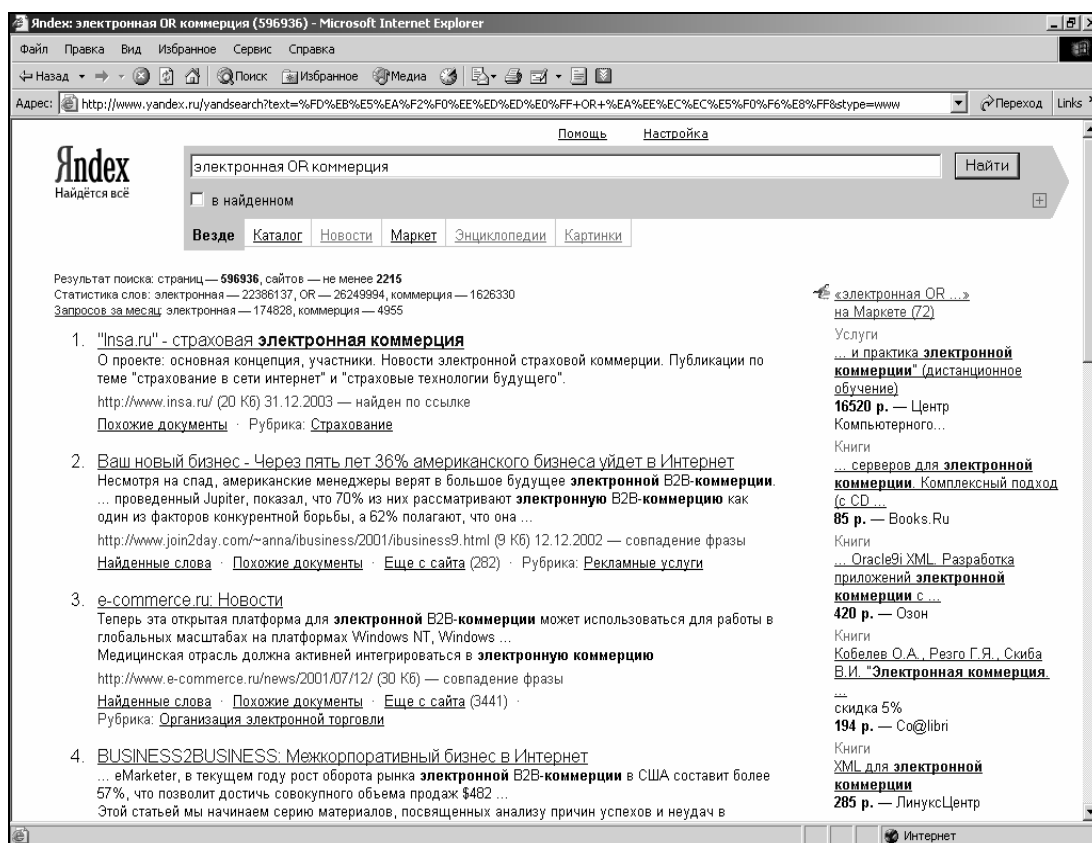 Яndex: электронная OR коммерция (596936) - Microsoft Internet Explorer
Файл Правка Вид Избранное Сервис Справка
Назад Поиск Избранное Медиа
Адрес: http://www.yandex.ru/yandsearch?text=%FD%EB%E5%EA%F2%F0%EE%ED%ED%E0%FF+OR+%EA%EE%EC%EC%E5%F0%F6%E8%FF&stype=www Переход Links
Помощь Настройка
Яndex
Найдётся всё
электронная OR коммерция Найти
в найденном
Везде Каталог Новости Маркет Энциклопедии Картинки
Результат поиска: страниц — 596936, сайтов — не менее 2215
Статистика слов: электронная — 22386137, OR — 26249994, коммерция — 1626330
Запросов за месяц: электронная — 174828, коммерция — 4955
1. "Insa.ru" - страховая электронная коммерция
О проекте: основная концепция, участники. Новости электронной страховой коммерции. Публикации по
теме "страхование в сети интернет" и "страховые технологии будущего".
http://www.insa.ru/ (20 Кб) 31.12.2003 — найден по ссылке
Похожие документы · Рубрика: Страхование
2. Ваш новый бизнес - Через пять лет 36% американского бизнеса уйдет в Интернет
Несмотря на спад, американские менеджеры верят в большое будущее электронной B2B-коммерции.
... проведенный Jupiter, показал, что 70% из них рассматривают электронную B2B-коммерцию как
один из факторов конкурентной борьбы, а 62% полагают, что она ...
http://www.join2day.com/~anna/ibusiness/2001/ibusiness9.html (9 Кб) 12.12.2002 — совпадение фразы
Найденные слова · Похожие документы · Еще с сайта (282) · Рубрика: Рекламные услуги
3. e-commerce.ru: Новости
Теперь эта открытая платформа для электронной B2B-коммерции может использоваться для работы в
глобальных масштабах на платформах Windows NT, Windows ...
Медицинская отрасль должна активней интегрироваться в электронную коммерцию
http://www.e-commerce.ru/news/2001/07/12/ (30 Кб) — совпадение фразы
Найденные слова · Похожие документы · Еще с сайта (3441) ·
Рубрика: Организация электронной торговли
4. BUSINESS2BUSINESS: Межкорпоративный бизнес в Интернет
... eMarketer, в текущем году рост оборота рынка электронной B2B-коммерции в США составит более
57%, что позволит достичь совокупного объема продаж $482 ...
Этой статьей мы начинаем серию материалов, посвященных анализу причин успехов и неудач в
«электронная OR ...»
на Маркете (72)
Услуги
... и практика электронной
коммерции" (дистанционное
обучение)
16520 р. — Центр
Компьютерного...
Книги
... серверов для электронной
коммерции. Комплексный подход
(с CD ...
85 р. — Books.Ru
Книги
... Oracle9i XML. Разработка
приложений электронной
коммерции с ...
420 р. — Озон
Книги
Кобелев О.А., Резго Г.Я., Скиба
В.И. "Электронная коммерция.
...
скидка 5%
194 р. — Co@libri
Книги
XML для электронной
коммерции
285 р. — ЛинуксЦентр
Интернет